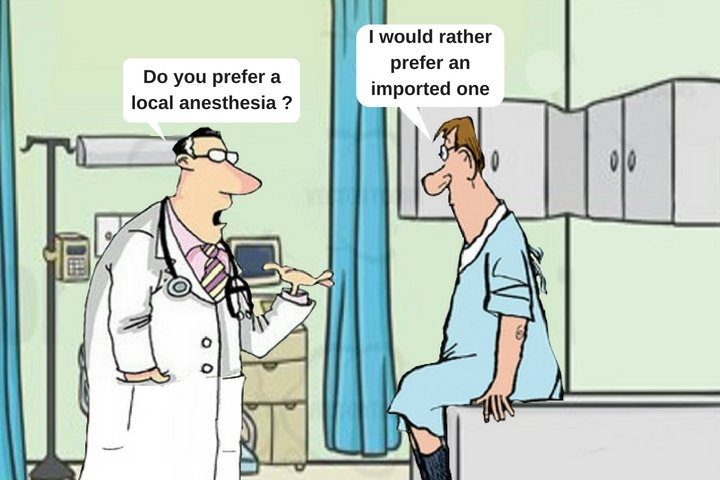 Do you prefer a
local anesthesia ?
I would rather
prefer an
imported one